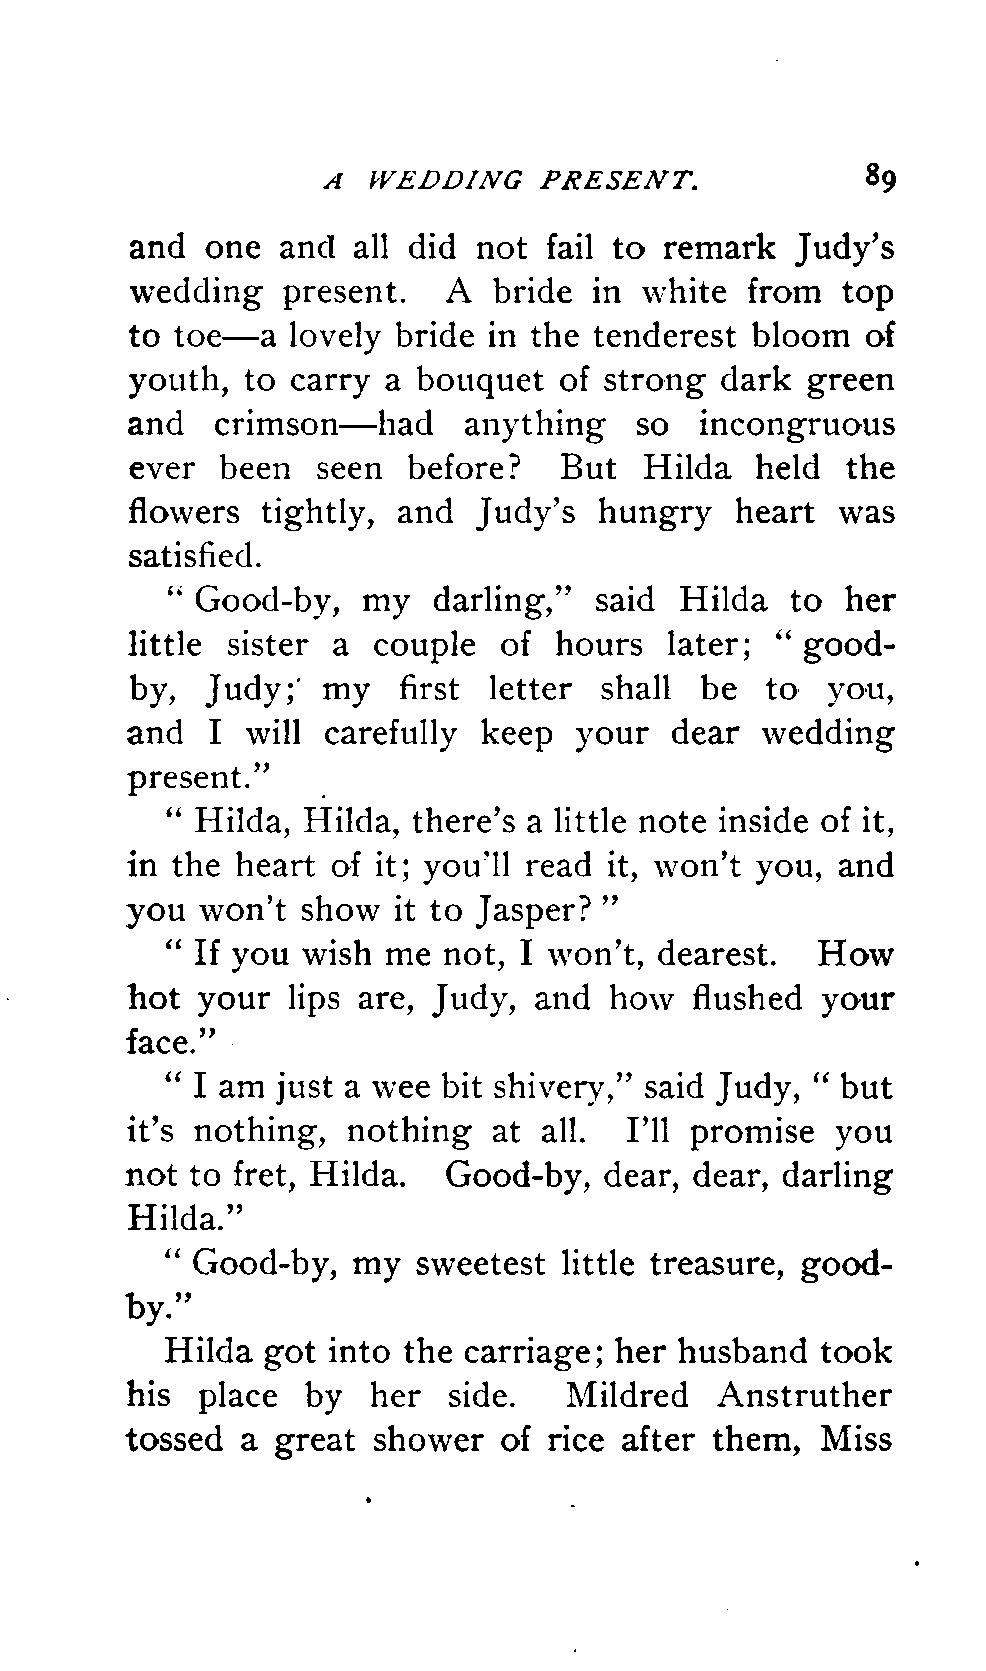 A WEDDING PRESENT. 89
and one and all did not fail to remark Judy's
wedding present. A bride in white from top
to toe—a lovely bride in the tenderest bloom of
youth, to carry a bouquet of strong dark green
and crimson—had anything so incongruous
ever been seen before? But Hilda held the
flowers tightly, and Judy's hungry heart was
satisfied.
“ Good-by, my darling,” said Hilda to her
little sister a couple of hours later; “ good-
by, Judy; my first letter shall be to you,
and I will carefully keep your dear wedding
present.”
“ Hilda, Hilda, there's a little note inside of it,
in the heart of it; you'll read it, won't you, and
you won't show it to Jasper? ”
“ If you wish me not, I won't, dearest. How
hot your lips are, Judy, and how flushed your
face.”
“ I am just a wee bit shivery,” said Judy, “ but
it's nothing, nothing at all. I'll promise you
not to fret, Hilda. Good-by, dear, dear, darling
Hilda.”
“ Good-by, my sweetest little treasure, good-
by.”
Hilda got into the carriage; her husband took
his place by her side. Mildred Anstruther
tossed a great shower of rice after them, Miss